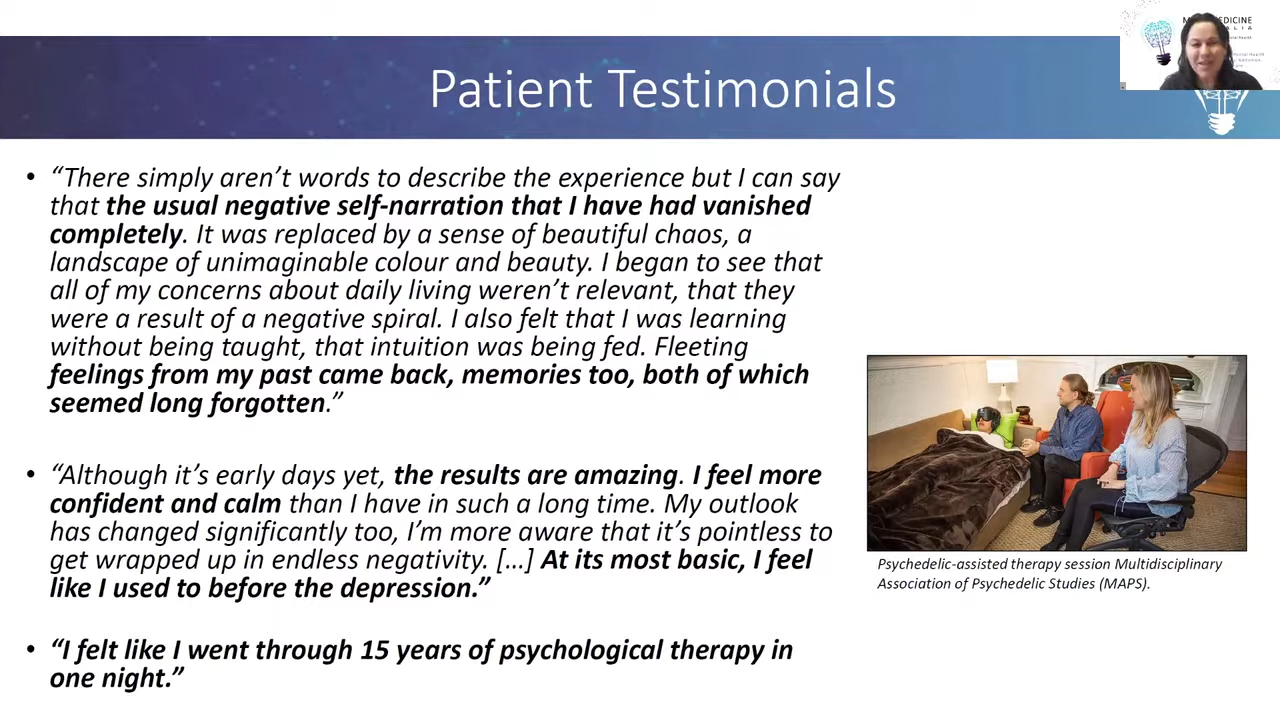 Patient Testimonials
• “There simply aren’t words to describe the experience but I can say
that the usual negative self-narration that I have had vanished
completely. It was replaced by a sense of beautiful chaos, a
landscape of unimaginable colour and beauty. I began to see that
all of my concerns about daily living weren’t relevant, that they
were a result of a negative spiral. I also felt that I was learning
without being taught, that intuition was being fed. Fleeting
feelings from my past came back, memories too, both of which
seemed long forgotten.”
• “Although it’s early days yet, the results are amazing. I feel more
confident and calm than I have in such a long time. My outlook
has changed significantly too, I’m more aware that it’s pointless to
get wrapped up in endless negativity. […] At its most basic, I feel
like I used to before the depression.”
• “I felt like I went through 15 years of psychological therapy in
one night.”
Psychedelic-assisted therapy session Multidisciplinary
Association of Psychedelic Studies (MAPS).